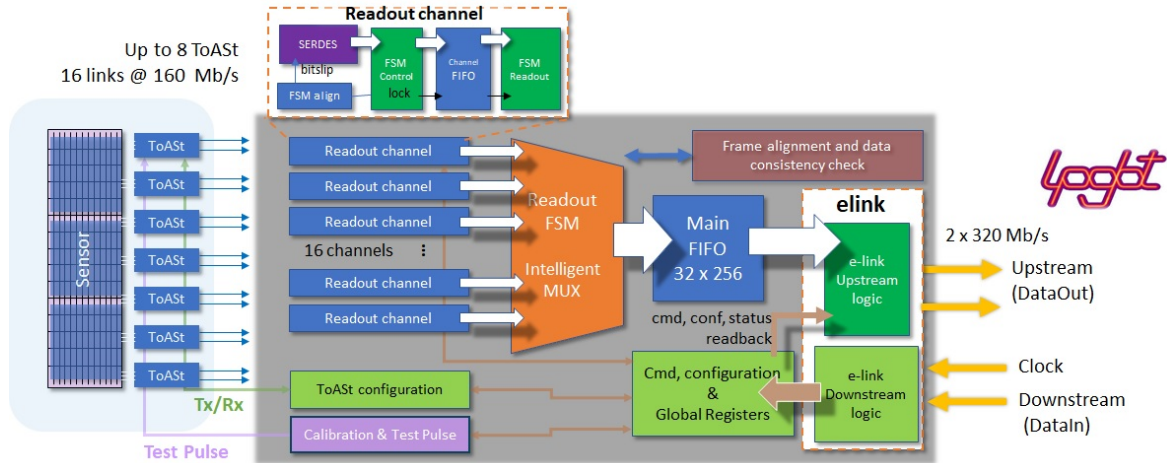 Readout channel
Up to 8 ToASt
16 links @ 160 Mb/s
SERDES
bitslip
FSM align
FSM
Control
lock
Channel
FIFO
FSM
Readout
Sensor
ToASt
ToASt
ToASt
ToASt
ToASt
ToASt
ToASt
Tx/Rx
Test Pulse
Readout channel
Readout channel
Readout channel
16 channels
Readout channel
Readout channel
ToASt configuration
Calibration & Test Pulse
Readout
FSM
Intelligent
MUX
Frame alignment and data
consistency check
Main
FIFO
32 x 256
cmd, conf, status
readback
Cmd, configuration
&
Global Registers
elink
e-link
Upstream
logic
e-link
Downstream
logic
lpgbt
2 x 320 Mb/s
Upstream
(DataOut)
Clock
Downstream
(DataIn)